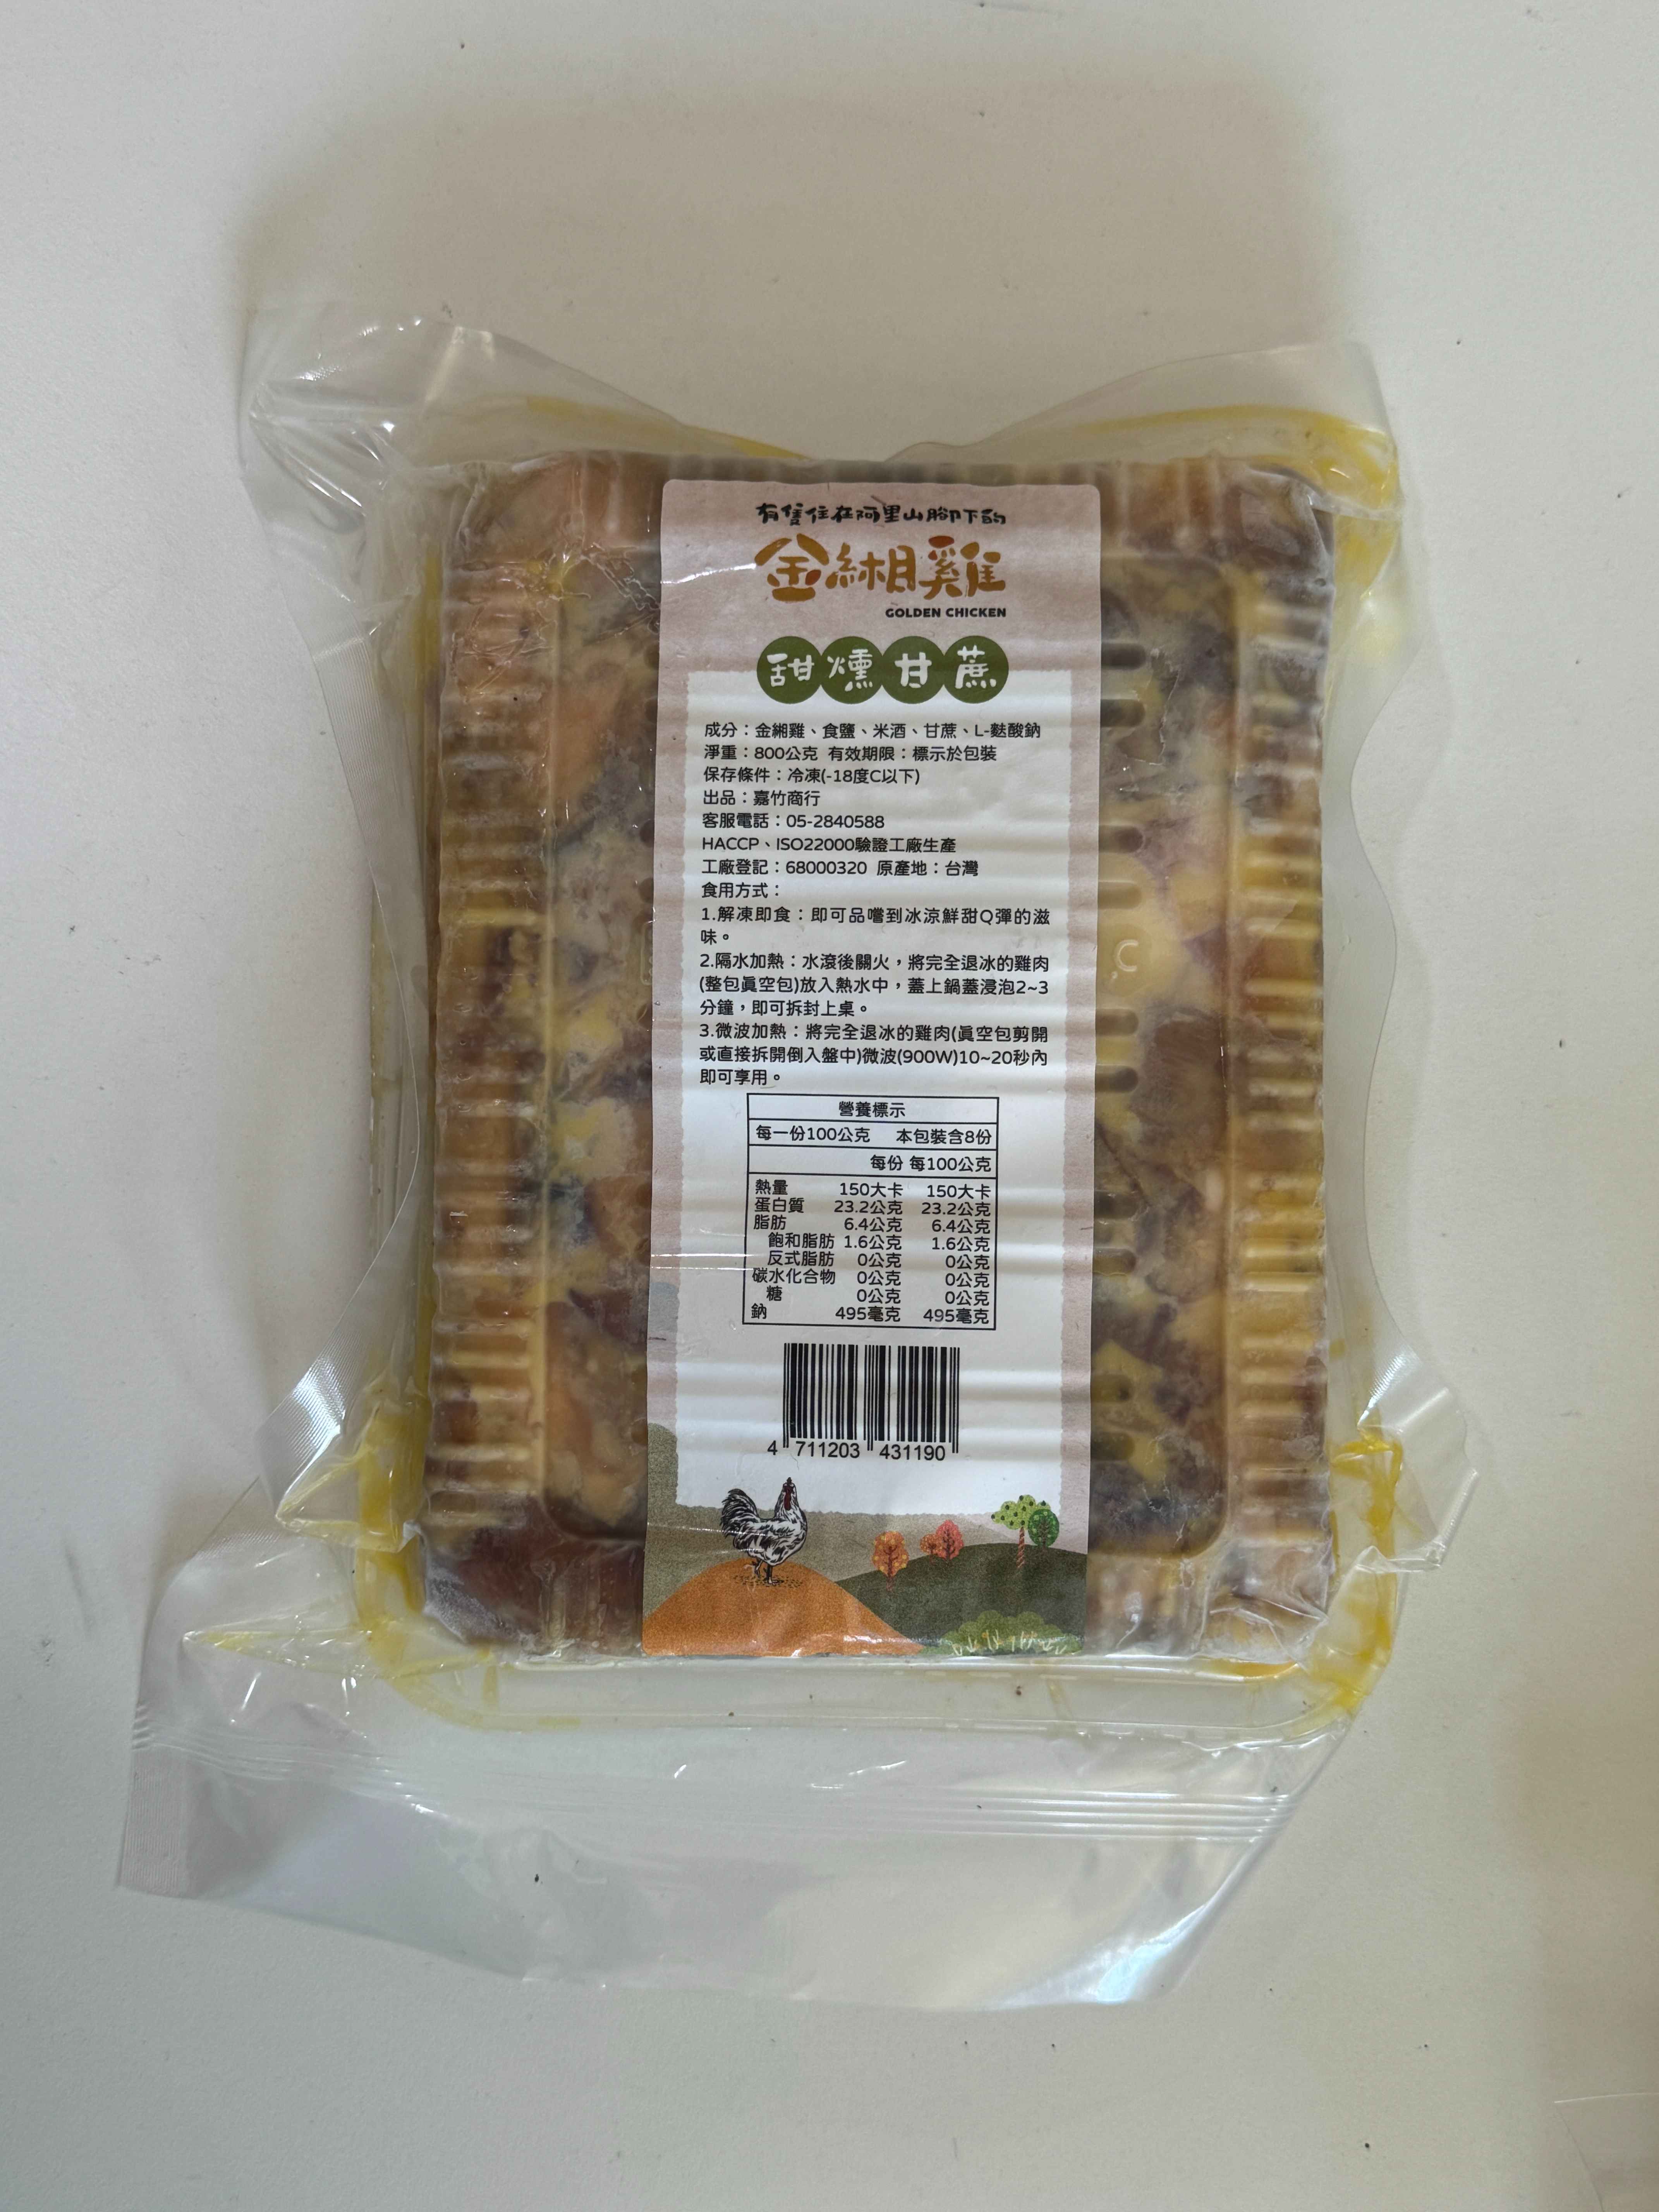 有隻住在阿里山腳下的
金緗雞
GOLDEN CHICKEN
甜燻甘蔗
成分：金緗雞、食鹽、米酒、甘蔗、L-麩酸鈉
淨重：800公克 有效期限：標示於包裝
保存條件：冷凍(-18度C以下)
出品：嘉竹商行
客服電話：05-2840588
HACCP、ISO22000驗證工廠生產
工廠登記：68000320 原產地：台灣
食用方式：
1.解凍即食：即可品嚐到冰涼鮮甜Q彈的滋
味。
2.隔水加熱：水滾後關火，將完全退冰的雞肉
(整包真空包)放入熱水中，蓋上鍋蓋浸泡2~3
分鐘，即可拆封上桌。
3.微波加熱：將完全退冰的雞肉(真空包剪開
或直接拆開倒入盤中)微波(900W)10~20秒內
即可享用。
營養標示
每一份100公克 本包裝含8份
每份 每100公克
熱量 150大卡 150大卡
蛋白質 23.2公克 23.2公克
脂肪 6.4公克 6.4公克
飽和脂肪 1.6公克 1.6公克
反式脂肪 0公克 0公克
碳水化合物 0公克 0公克
糖 0公克 0公克
鈉 495毫克 495毫克
4 711203 431190